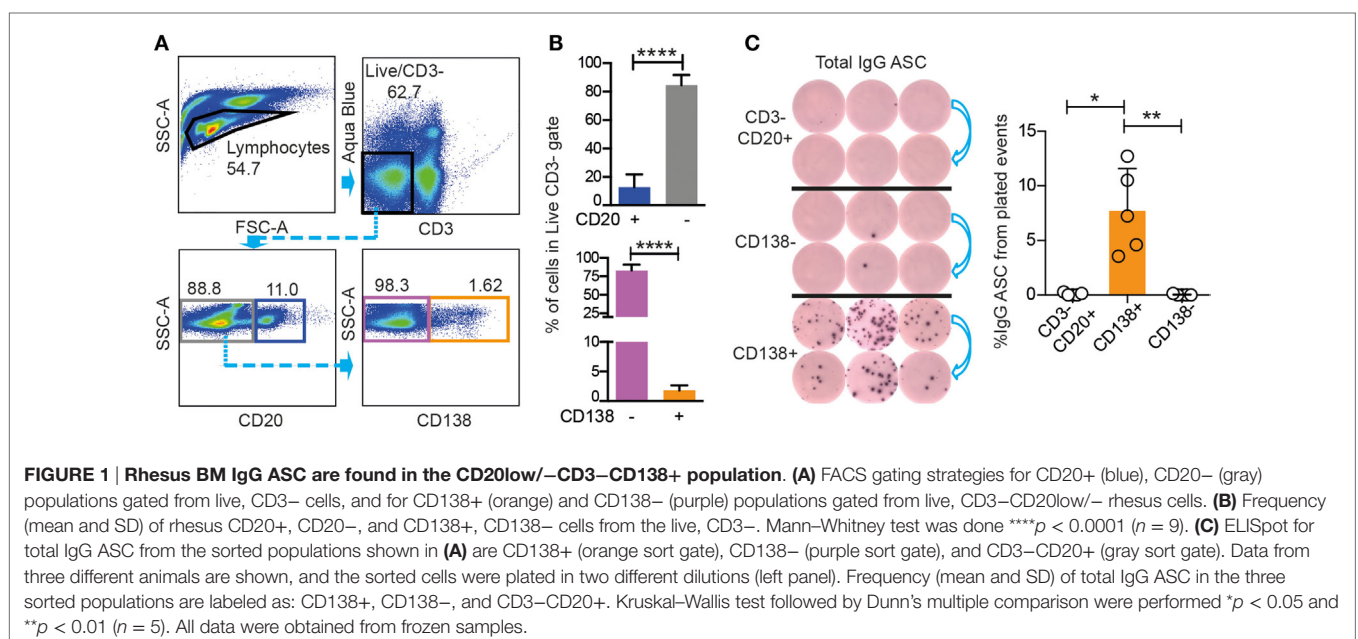 A
SSC-A
Lymphocytes
54.7
FSC-A
Aqua Blue
Live/CD3-
62.7
CD3
SSC-A
88.8
11.0
CD20
SSC-A
98.3
1.62
CD138
B
% of cells in Live CD3- gate
****
100
80
60
40
20
0
CD20 + -
****
100
75
50
25
10
5
0
CD138 - +
C
Total IgG ASC
CD3-
CD20+
CD138-
CD138+
%IgG ASC from plated events
*
**
15
10
5
0
CD3-
CD20+
CD138+
CD138-
FIGURE 1 | Rhesus BM IgG ASC are found in the CD20low/−CD3−CD138+ population. (A) FACS gating strategies for CD20+ (blue), CD20− (gray)
populations gated from live, CD3− cells, and for CD138+ (orange) and CD138− (purple) populations gated from live, CD3−CD20low/− rhesus cells. (B) Frequency
(mean and SD) of rhesus CD20+, CD20−, and CD138+, CD138− cells from the live, CD3−. Mann–Whitney test was done ****p < 0.0001 (n = 9). (C) ELISpot for
total IgG ASC from the sorted populations shown in (A) are CD138+ (orange sort gate), CD138− (purple sort gate), and CD3−CD20+ (gray sort gate). Data from
three different animals are shown, and the sorted cells were plated in two different dilutions (left panel). Frequency (mean and SD) of total IgG ASC in the three
sorted populations are labeled as: CD138+, CD138−, and CD3−CD20+. Kruskal–Wallis test followed by Dunn's multiple comparison were performed *p < 0.05 and
**p < 0.01 (n = 5). All data were obtained from frozen samples.